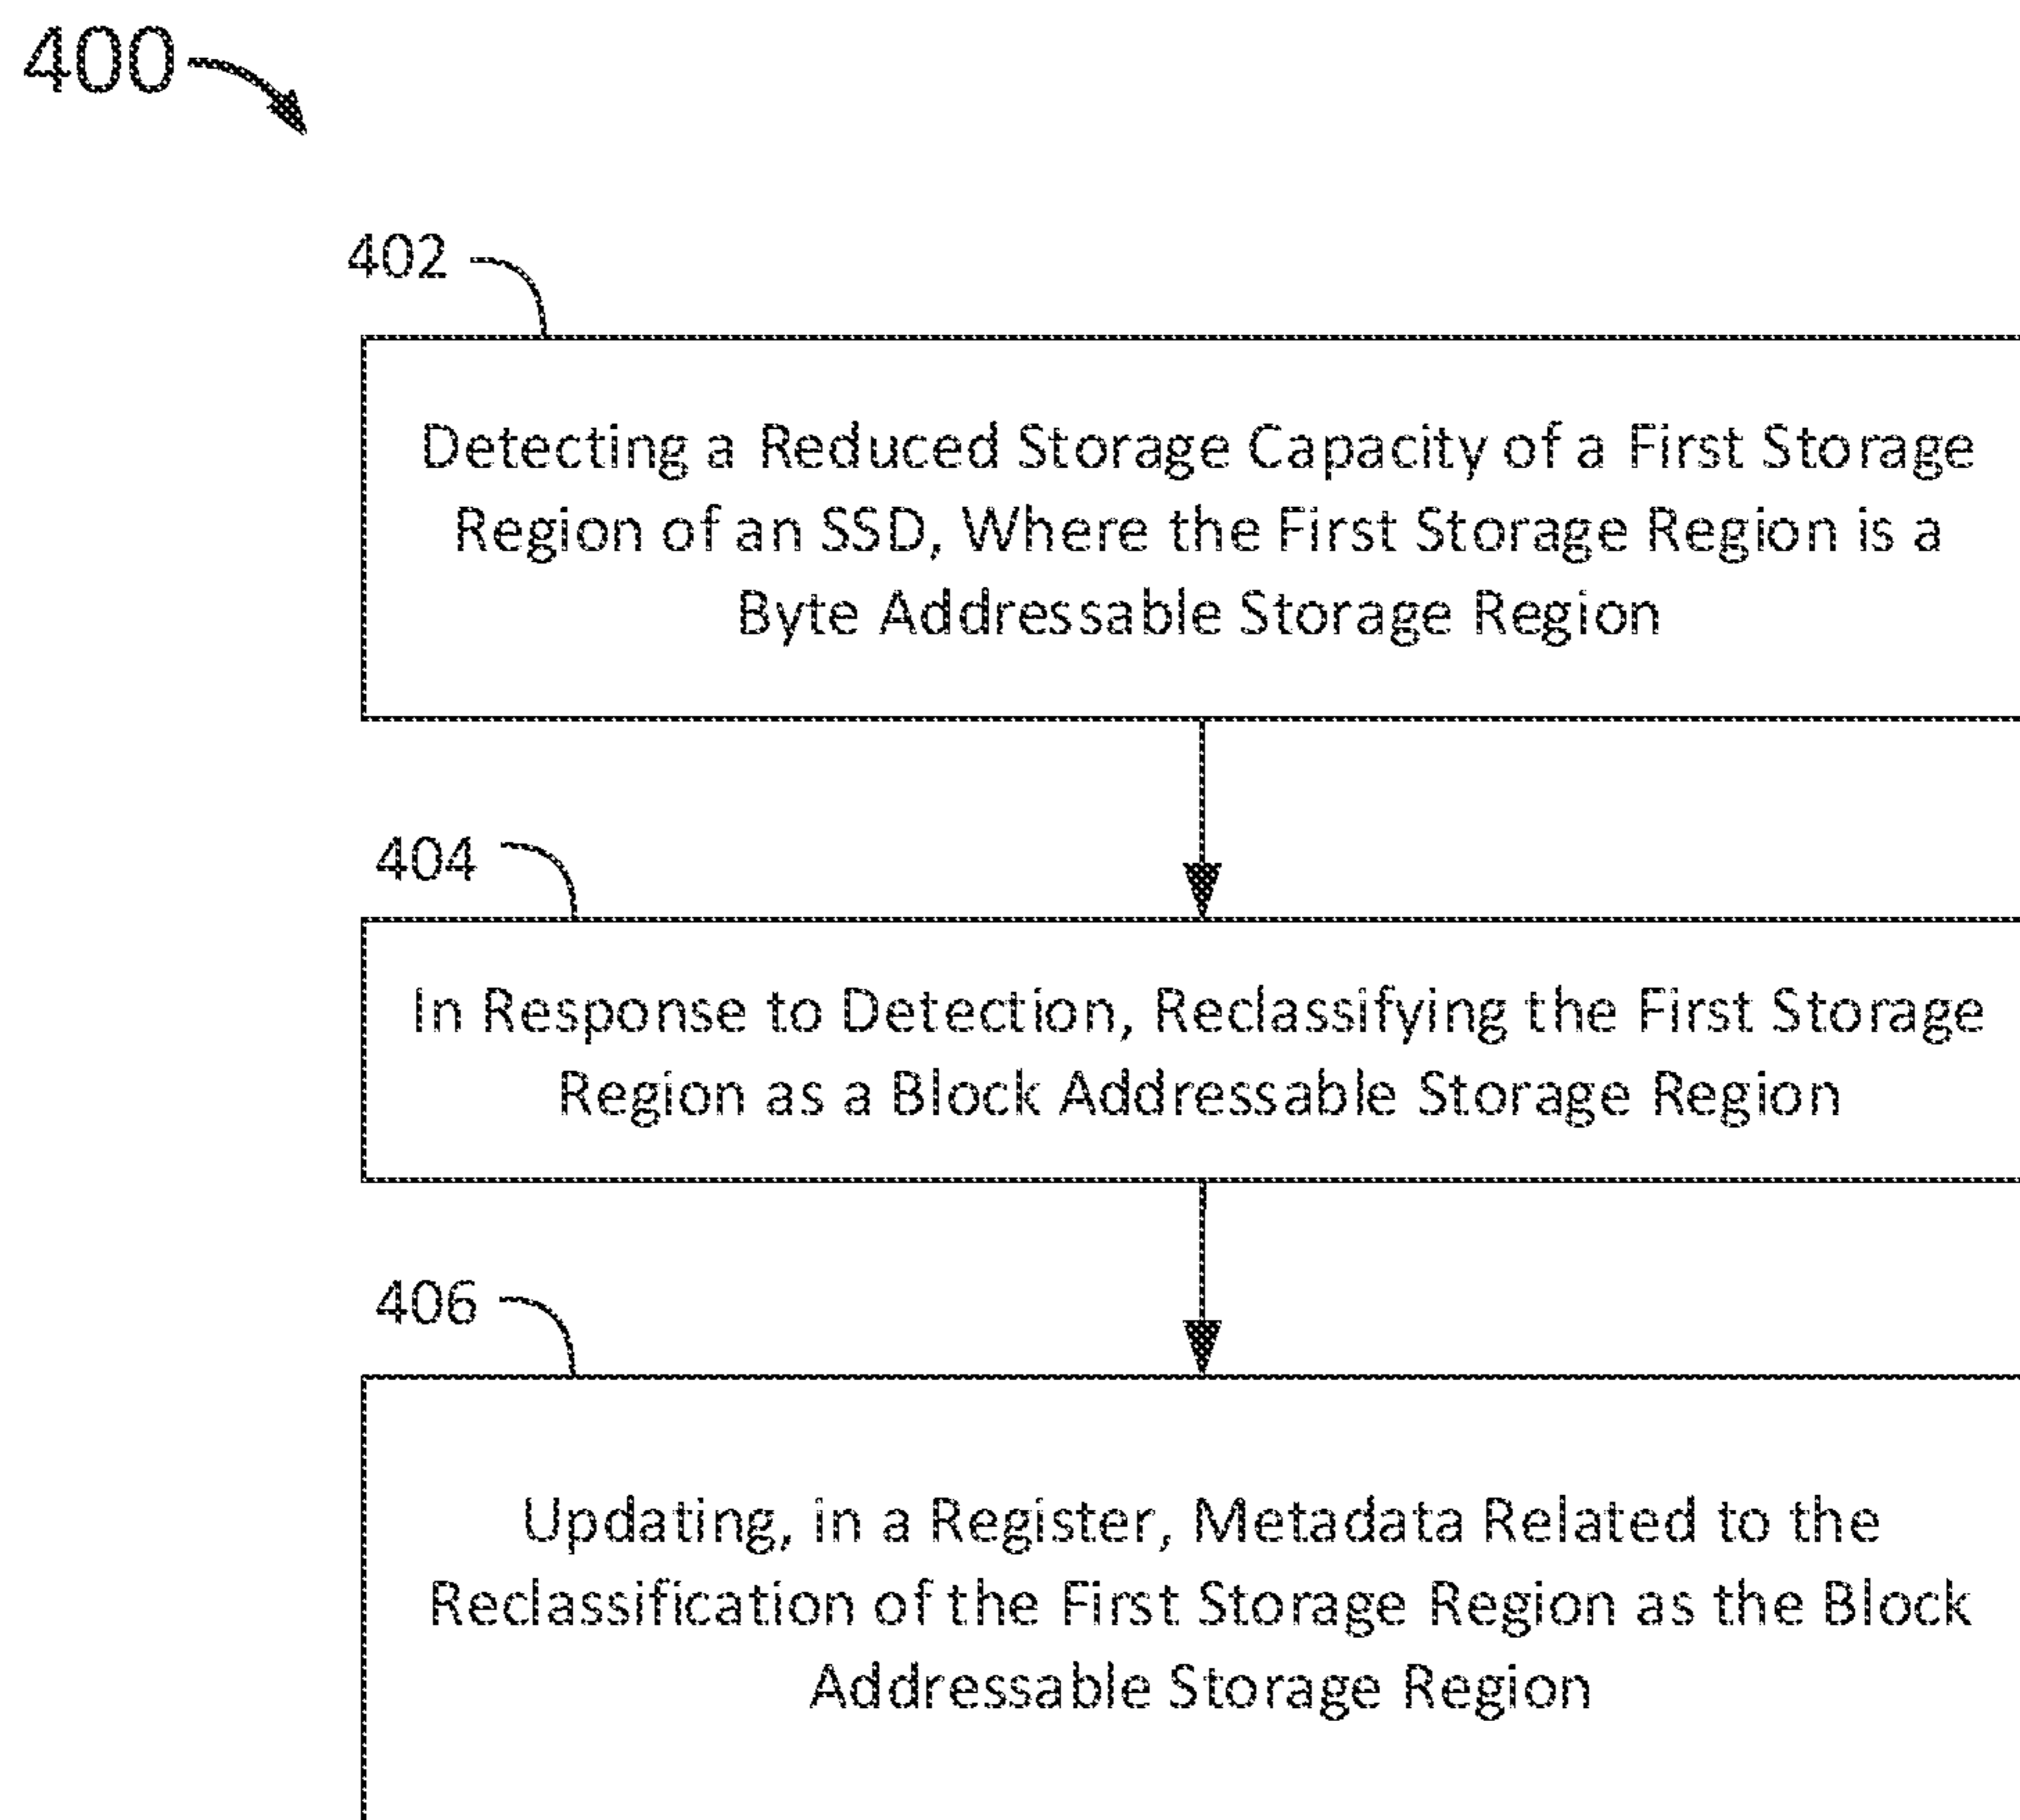 400
402
Detecting a Reduced Storage Capacity of a First Storage
Region of an SSD, Where the First Storage Region is a
Byte Addressable Storage Region
404
In Response to Detection, Reclassifying the First Storage
Region as a Block Addressable Storage Region
406
Updating, in a Register, Metadata Related to the
Reclassification of the First Storage Region as the Block
Addressable Storage Region